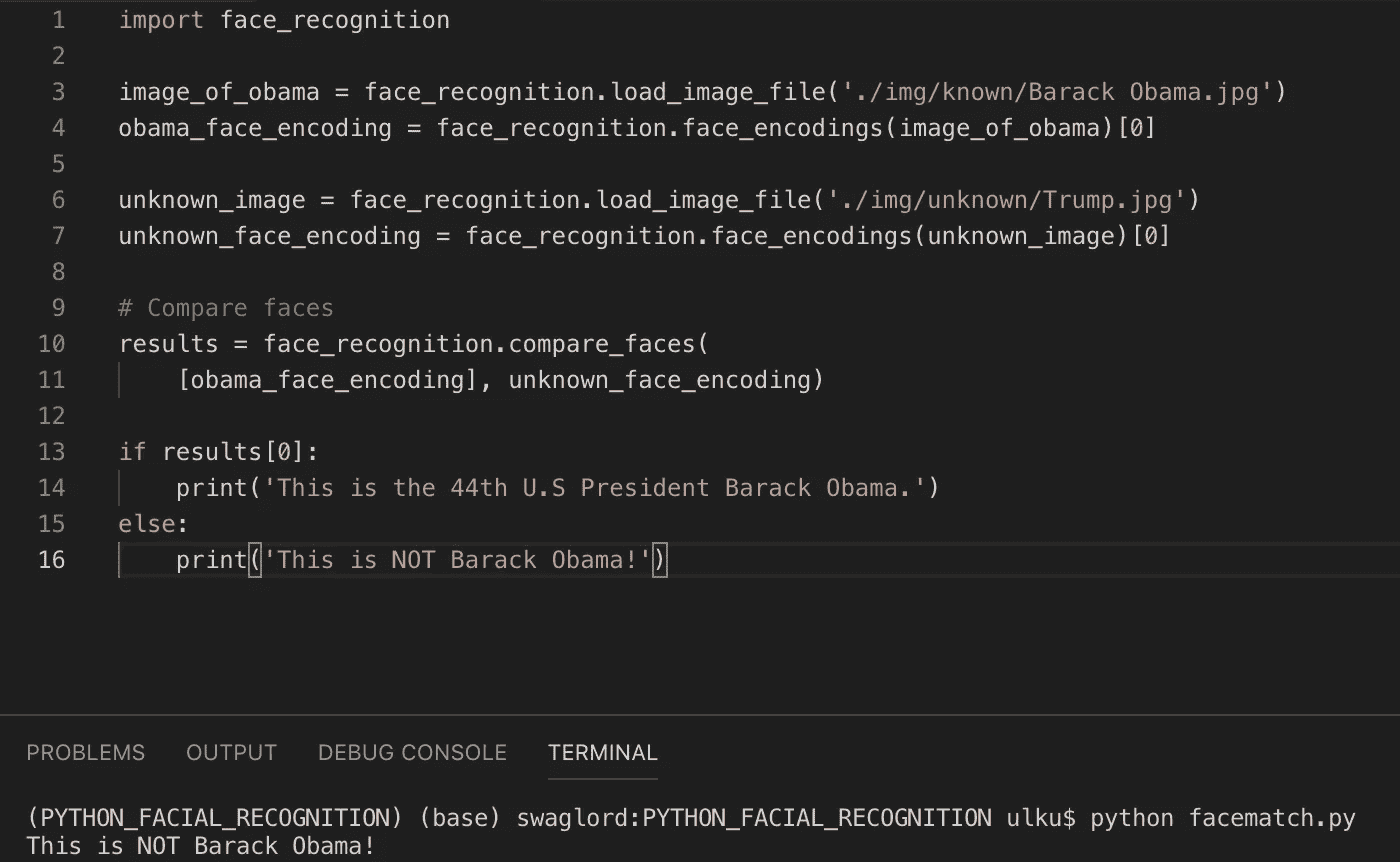 1 import face_recognition
2
3 image_of_obama = face_recognition.load_image_file('./img/known/Barack Obama.jpg')
4 obama_face_encoding = face_recognition.face_encodings(image_of_obama)[0]
5
6 unknown_image = face_recognition.load_image_file('./img/unknown/Trump.jpg')
7 unknown_face_encoding = face_recognition.face_encodings(unknown_image)[0]
8
9 # Compare faces
10 results = face_recognition.compare_faces(
11     [obama_face_encoding], unknown_face_encoding)
12
13 if results[0]:
14     print('This is the 44th U.S President Barack Obama.')
15 else:
16     print('This is NOT Barack Obama!')
PROBLEMS OUTPUT DEBUG CONSOLE TERMINAL
(PYTHON_FACIAL_RECOGNITION) (base) swaglord:PYTHON_FACIAL_RECOGNITION ulku$ python facematch.py
This is NOT Barack Obama!